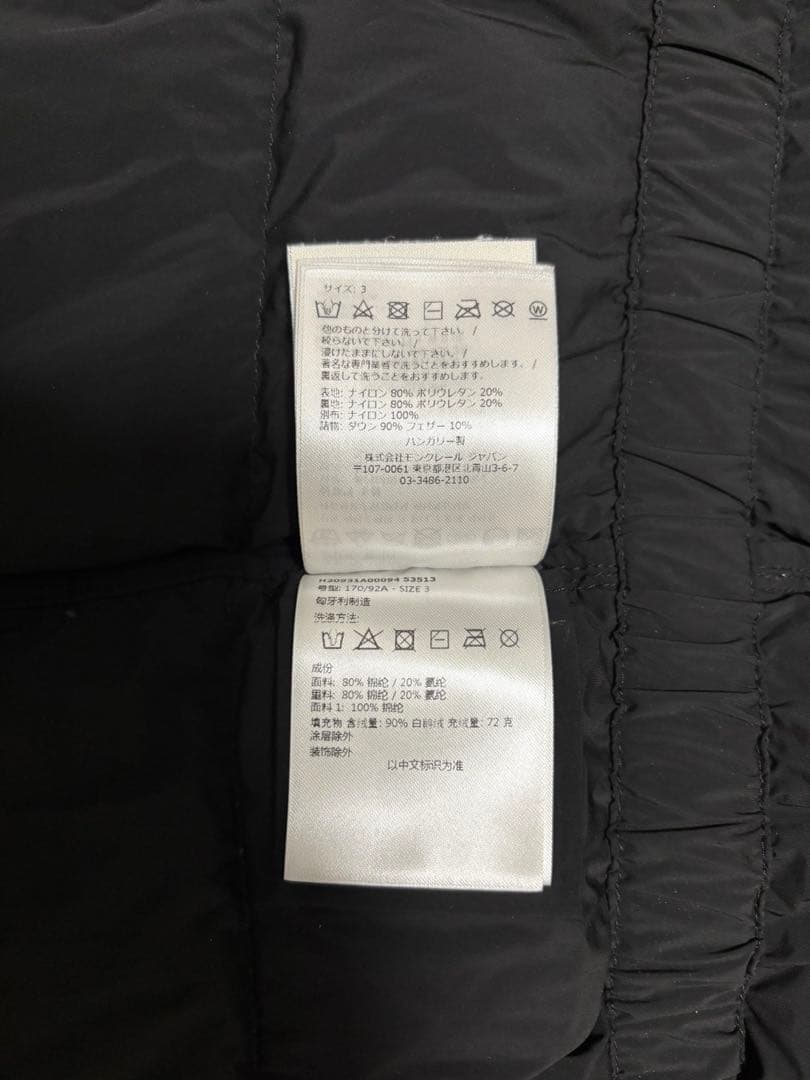 サイズ: 3
W
他のものと分けて洗って下さい。 /
絞らないで下さい。 /
浸けたままにしないで下さい。 /
著名な専門業者で洗うことをおすすめします。 /
裏返して洗うことをおすすめします。
表地: ナイロン 80% ポリウレタン 20%
裏地: ナイロン 80% ポリウレタン 20%
別布: ナイロン 100%
詰物: ダウン 90% フェザー 10%
ハンガリー製
株式会社モンクレール ジャパン
〒107-0061 東京都港区北青山3-6-7
03-3486-2110
H20931A00094 53513
号型: 170/92A - SIZE 3
匈牙利制造
洗涤方法:
成份
面料: 80% 锦纶 / 20% 氨纶
里料: 80% 锦纶 / 20% 氨纶
面料 1: 100% 锦纶
填充物 含绒量: 90% 白鹅绒 充绒量: 72 克
涂层除外
装饰除外
以中文标识为准